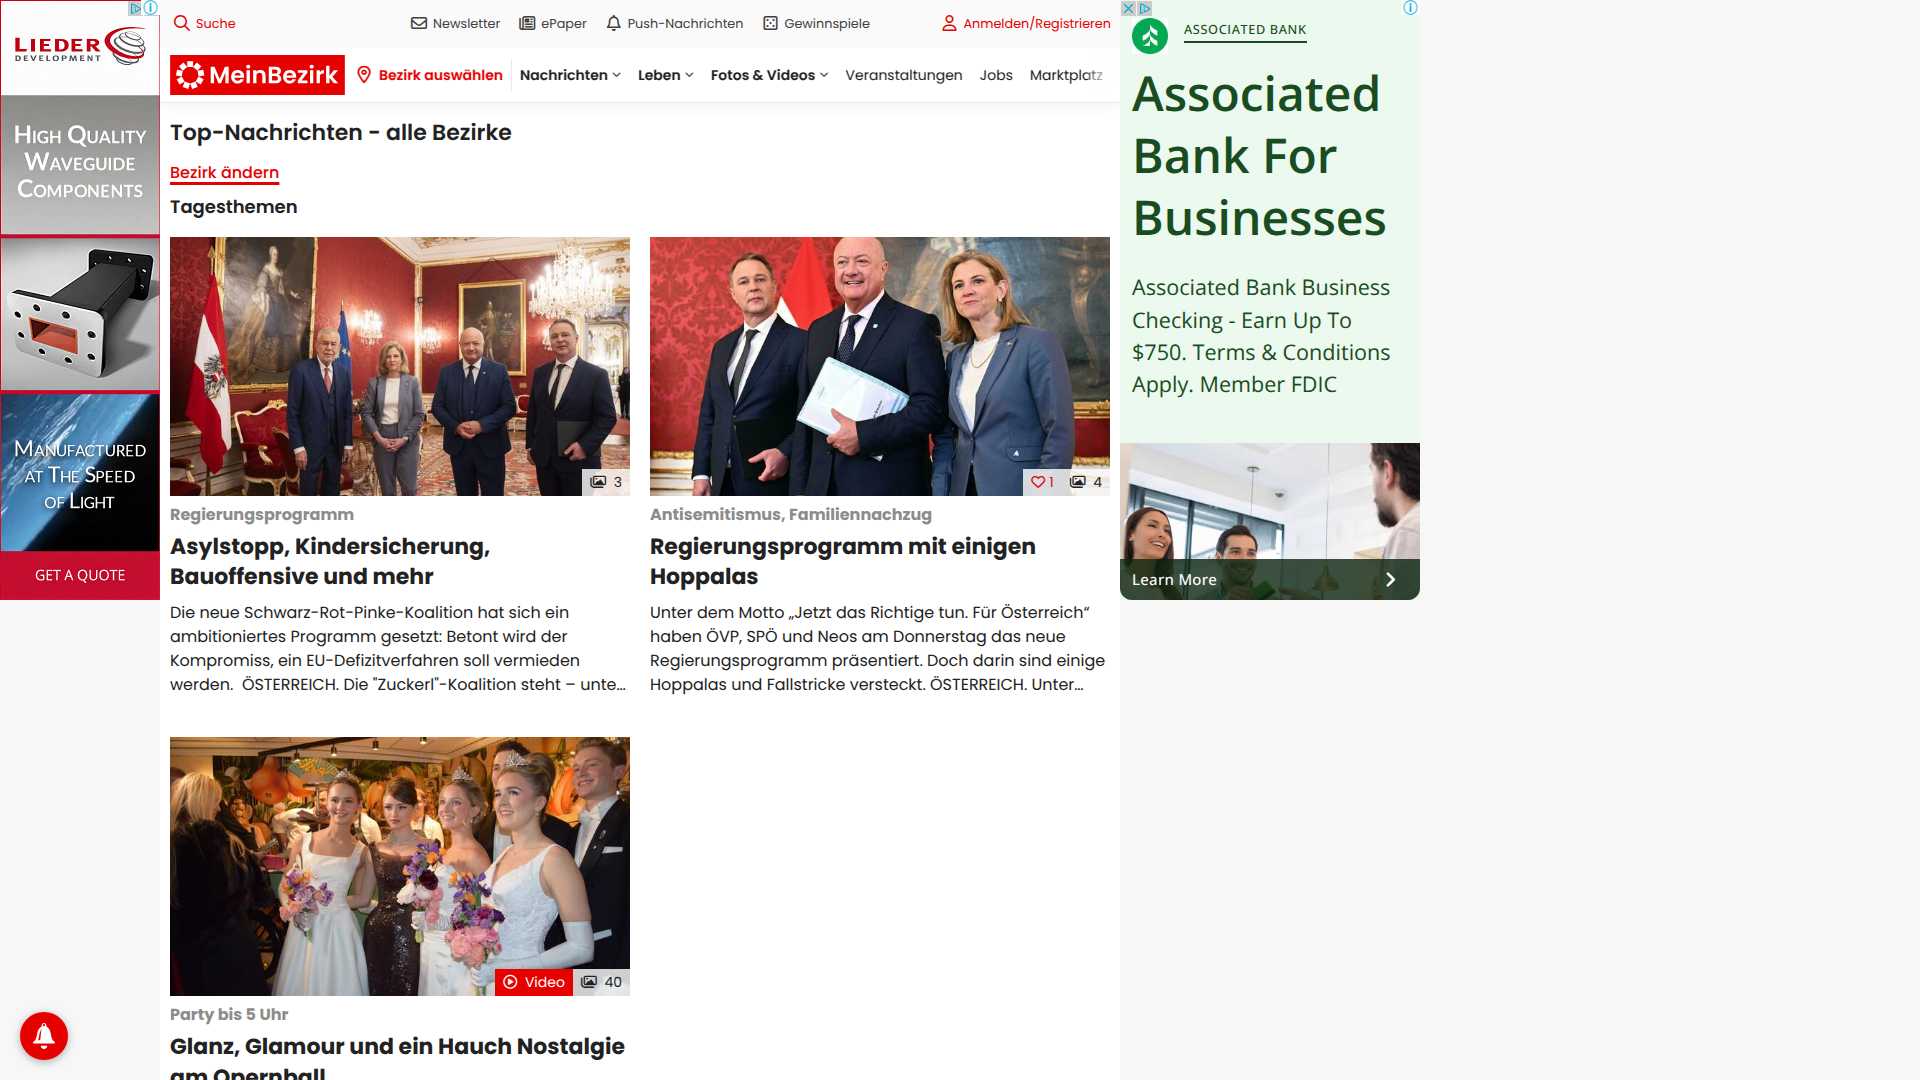 LIEDER
DEVELOPMENT
HIGH QUALITY
WAVEGUIDE
COMPONENTS
MANUFACTURED
AT THE SPEED
OF LIGHT
GET A QUOTE
Suche
Newsletter
ePaper
Push-Nachrichten
Gewinnspiele
Anmelden/Registrieren
MeinBezirk
Bezirk auswählen
Nachrichten
Leben
Fotos & Videos
Veranstaltungen
Jobs
Marktplatz
Top-Nachrichten - alle Bezirke
Bezirk ändern
Tagesthemen
3
Regierungsprogramm
Asylstopp, Kindersicherung,
Bauoffensive und mehr
Die neue Schwarz-Rot-Pinke-Koalition hat sich ein
ambitioniertes Programm gesetzt: Betont wird der
Kompromiss, ein EU-Defizitverfahren soll vermieden
werden.  ÖSTERREICH. Die "Zuckerl"-Koalition steht – unte...
1
4
Antisemitismus, Familiennachzug
Regierungsprogramm mit einigen
Hoppalas
Unter dem Motto „Jetzt das Richtige tun. Für Österreich“
haben ÖVP, SPÖ und Neos am Donnerstag das neue
Regierungsprogramm präsentiert. Doch darin sind einige
Hoppalas und Fallstricke versteckt. ÖSTERREICH. Unter...
Video
40
Party bis 5 Uhr
Glanz, Glamour und ein Hauch Nostalgie
am Opernball
ASSOCIATED BANK
Associated
Bank For
Businesses
Associated Bank Business
Checking - Earn Up To
$750. Terms & Conditions
Apply. Member FDIC
Learn More